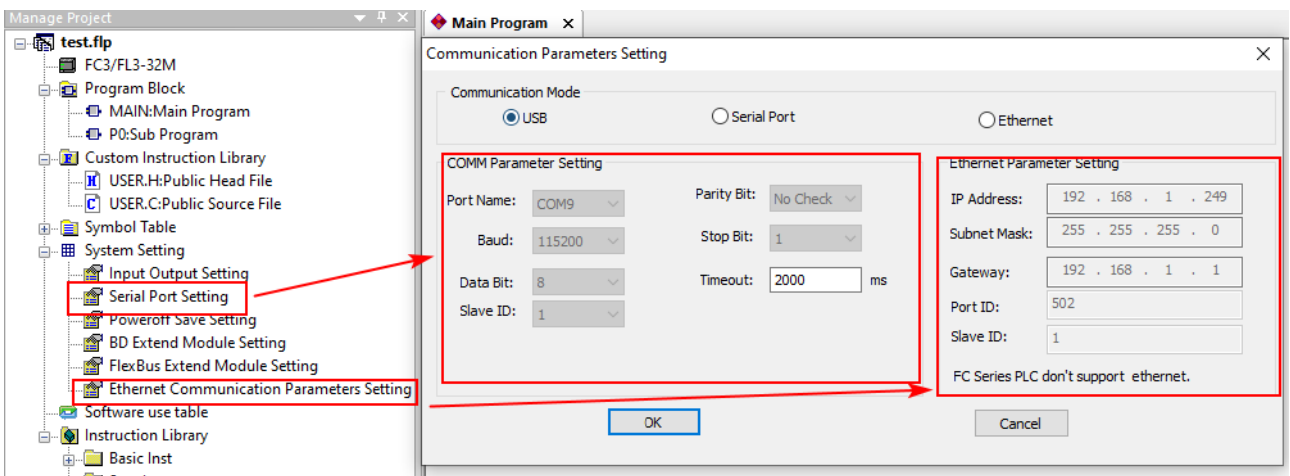 Manage Project
test.flp
FC3/FL3-32M
Program Block
MAIN:Main Program
P0:Sub Program
Custom Instruction Library
USER.H:Public Head File
USER.C:Public Source File
Symbol Table
System Setting
Input Output Setting
Serial Port Setting
Poweroff Save Setting
BD Extend Module Setting
FlexBus Extend Module Setting
Ethernet Communication Parameters Setting
Software use table
Instruction Library
Basic Inst
Main Program
Communication Parameters Setting
Communication Mode
USB
Serial Port
Ethernet
COMM Parameter Setting
Port Name: COM9
Parity Bit: No Check
Baud: 115200
Stop Bit: 1
Data Bit: 8
Timeout: 2000 ms
Slave ID: 1
Ethernet Parameter Setting
IP Address: 192 . 168 . 1 . 249
Subnet Mask: 255 . 255 . 255 . 0
Gateway: 192 . 168 . 1 . 1
Port ID: 502
Slave ID: 1
FC Series PLC don't support ethernet.
OK
Cancel